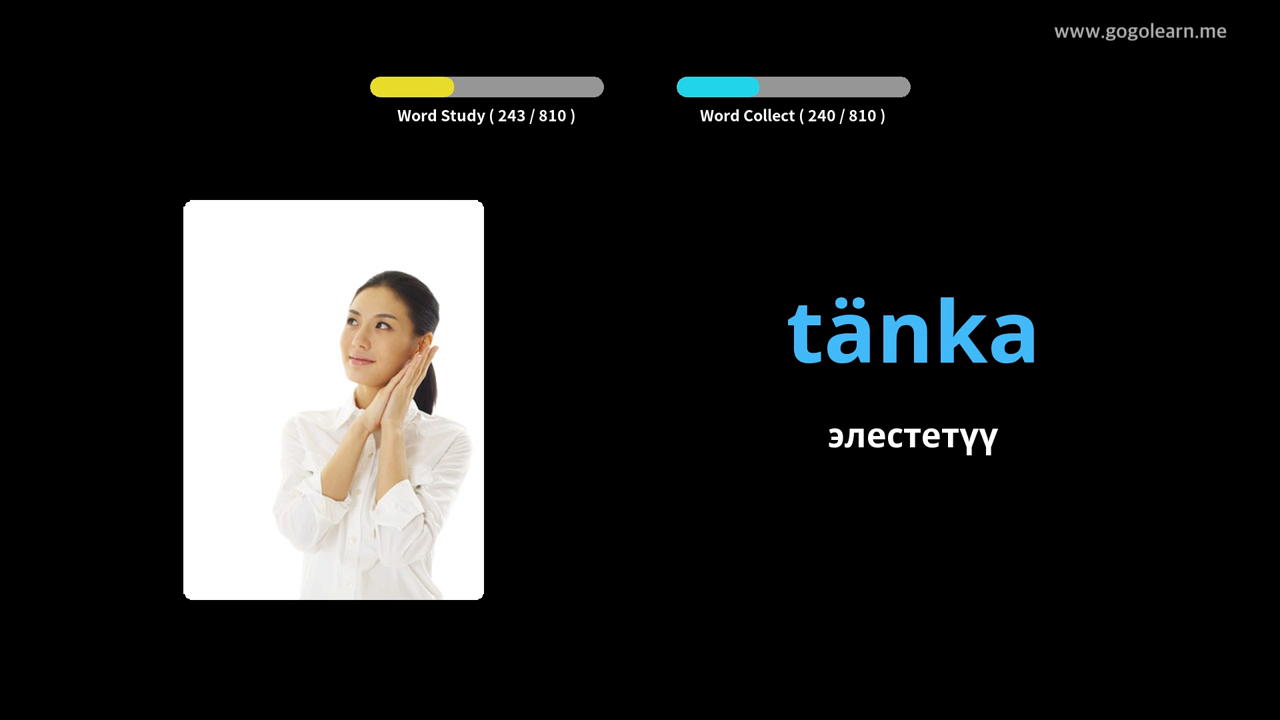 www.gogolearn.me
Word Study ( 243 / 810 )
Word Collect ( 240 / 810 )
tänka
элестетүү